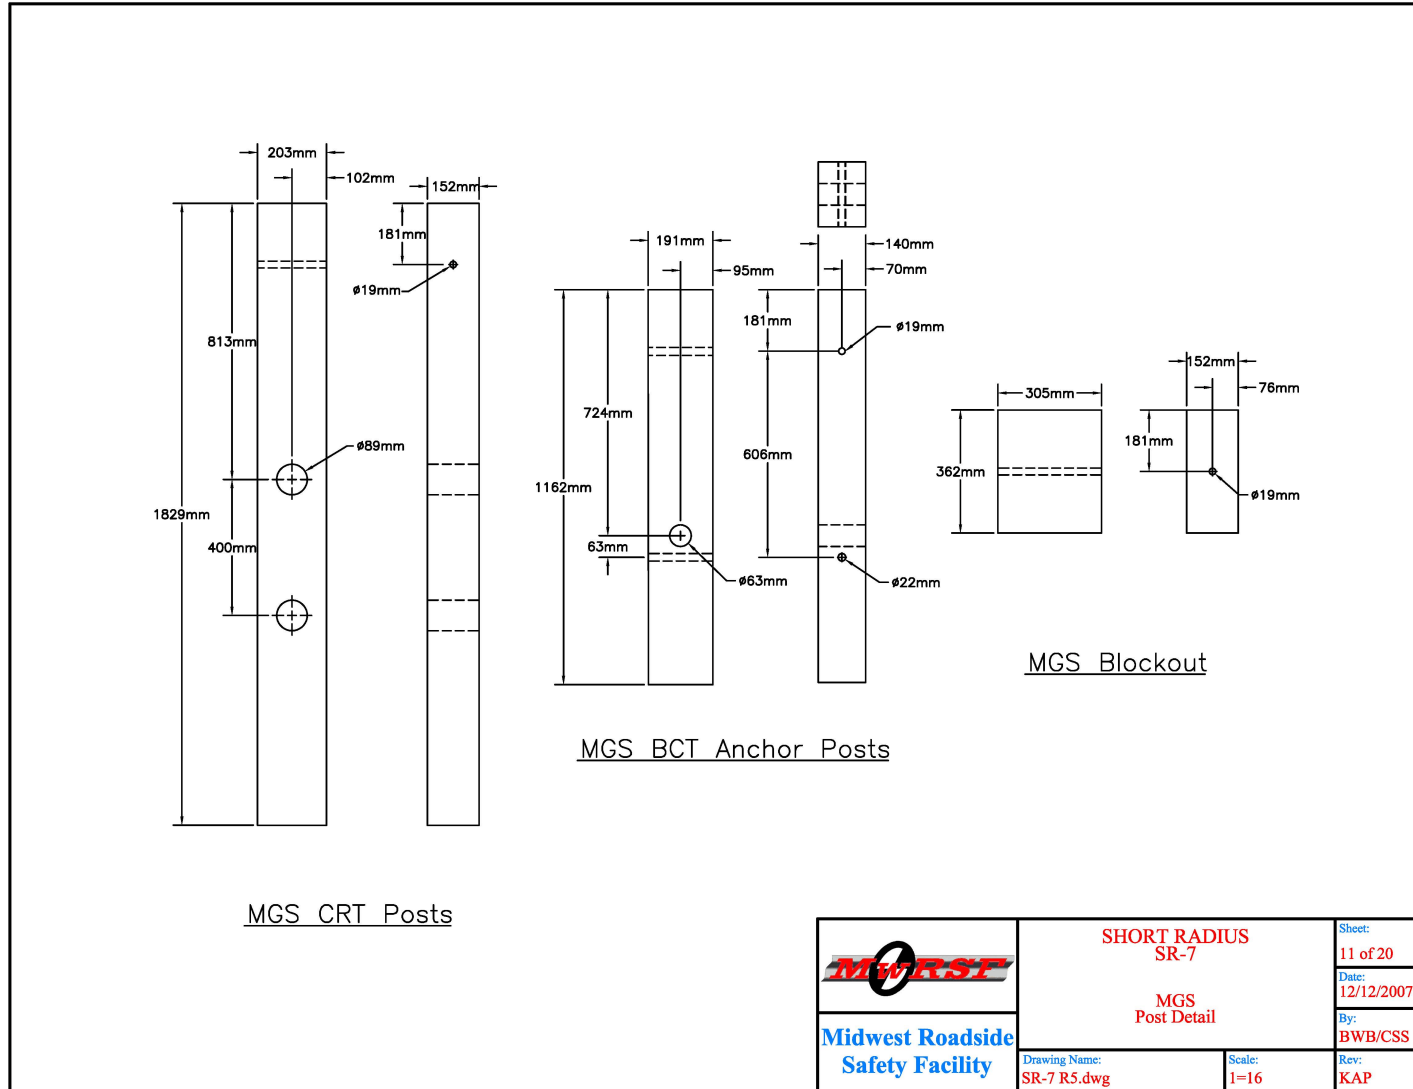 203mm
102mm
152mm
181mm
ø19mm
813mm
ø89mm
1829mm
400mm
MGS CRT Posts
191mm
95mm
140mm
70mm
181mm
ø19mm
724mm
606mm
1162mm
63mm
ø63mm
ø22mm
MGS BCT Anchor Posts
305mm
152mm
76mm
181mm
362mm
ø19mm
MGS Blockout
MwRSF
Midwest Roadside
Safety Facility
SHORT RADIUS
SR-7
MGS
Post Detail
Drawing Name:
SR-7 R5.dwg
Scale:
1=16
Sheet:
11 of 20
Date:
12/12/2007
By:
BWB/CSS
Rev:
KAP